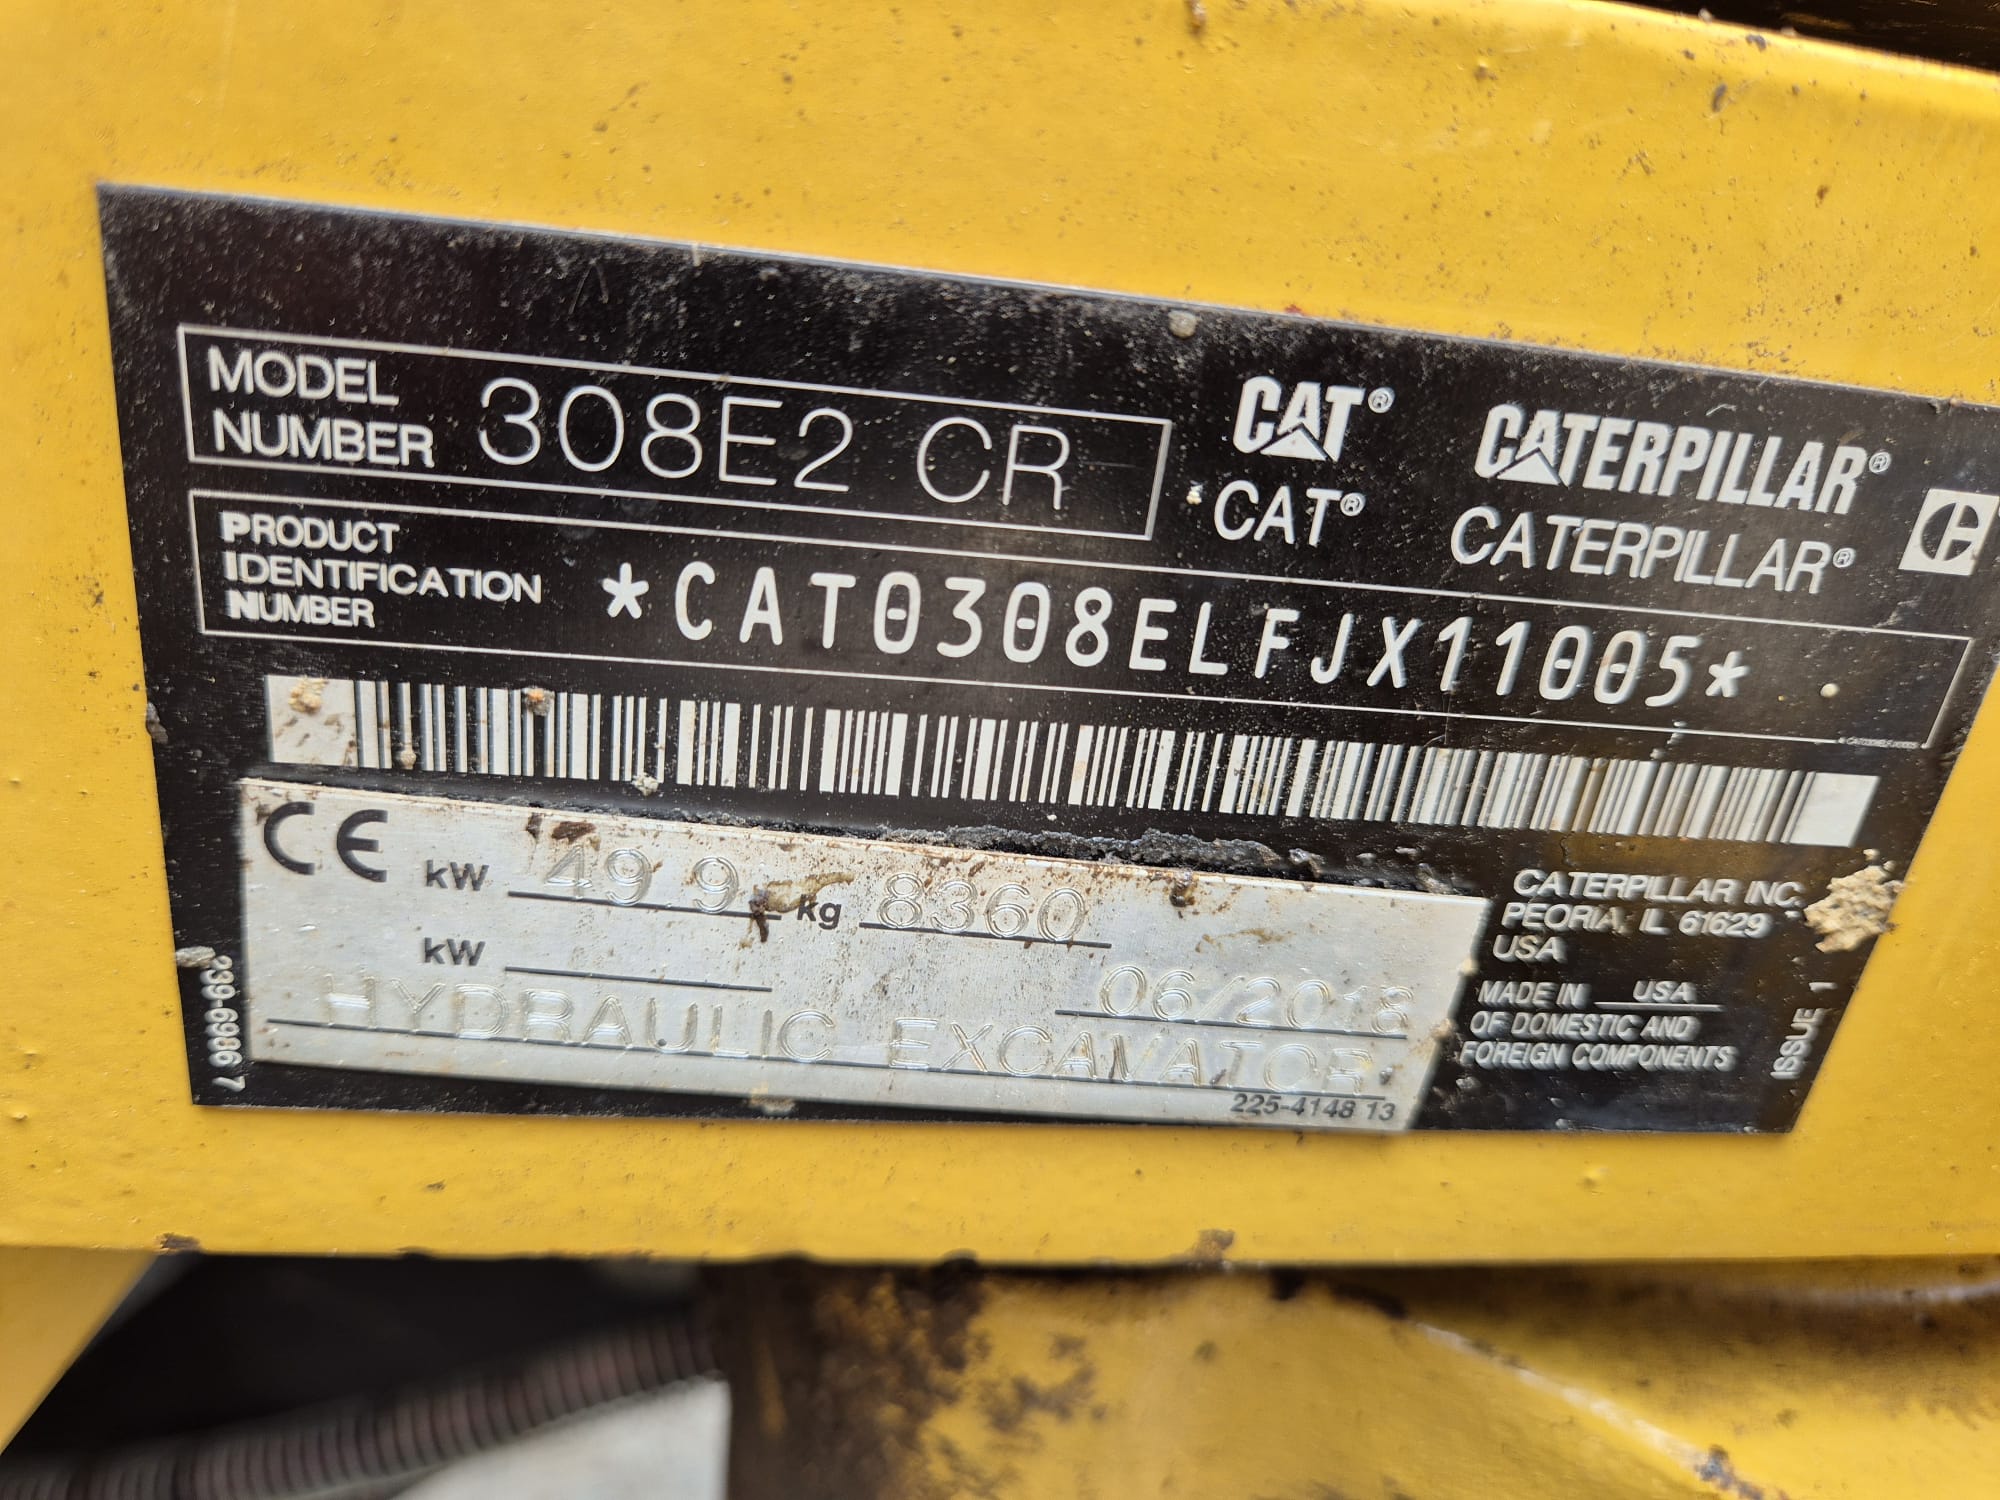 MODEL NUMBER 308E2 CR
CAT® CATERPILLAR®
CAT® CATERPILLAR®
PRODUCT IDENTIFICATION NUMBER *CAT0308ELFJX11005*
CE kW 49.9 kg 8360
kW
06/2018
HYDRAULIC EXCAVATOR
225-4148 13
239-6986 7
CATERPILLAR INC.
PEORIA, IL 61629
USA
MADE IN USA
OF DOMESTIC AND
FOREIGN COMPONENTS
ISSUE 1